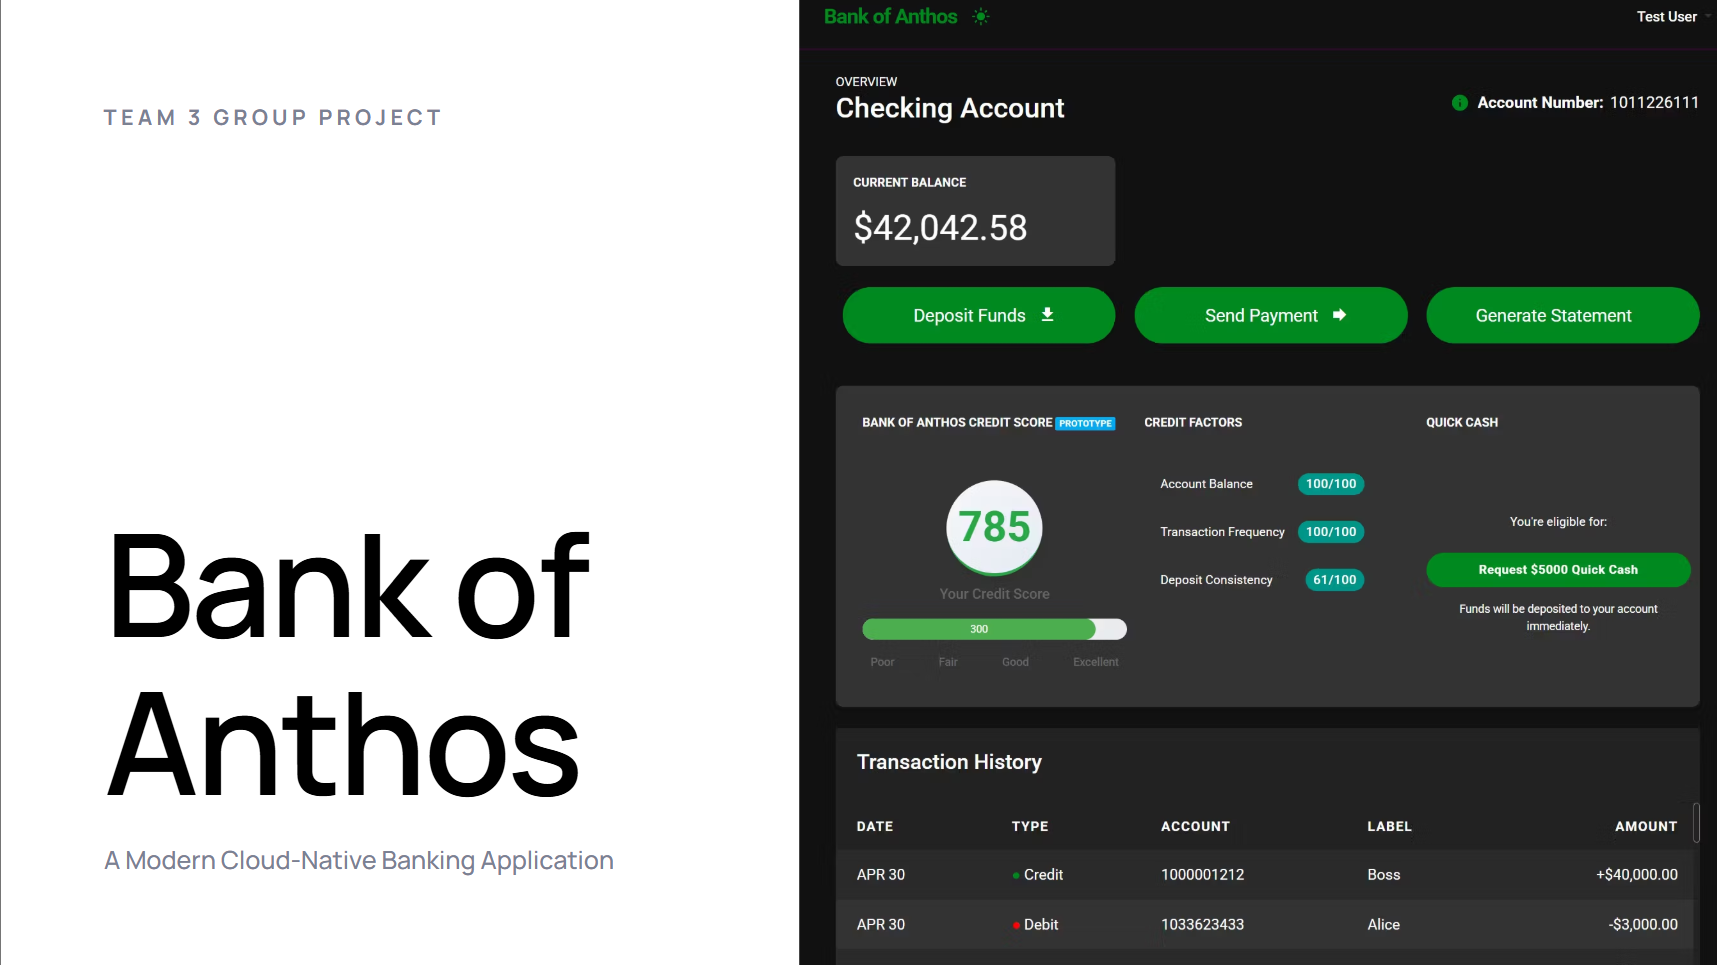 TEAM 3 GROUP PROJECT
Bank of
Anthos
A Modern Cloud-Native Banking Application
Bank of Anthos
Test User
OVERVIEW
Checking Account
Account Number: 1011226111
CURRENT BALANCE
$42,042.58
Deposit Funds
Send Payment
Generate Statement
BANK OF ANTHOS CREDIT SCORE PROTOTYPE
785
Your Credit Score
300
Poor Fair Good Excellent
CREDIT FACTORS
Account Balance 100/100
Transaction Frequency 100/100
Deposit Consistency 61/100
QUICK CASH
You're eligible for:
Request $5000 Quick Cash
Funds will be deposited to your account
immediately.
Transaction History
DATE TYPE ACCOUNT LABEL AMOUNT
APR 30 Credit 1000001212 Boss +$40,000.00
APR 30 Debit 1033623433 Alice -$3,000.00